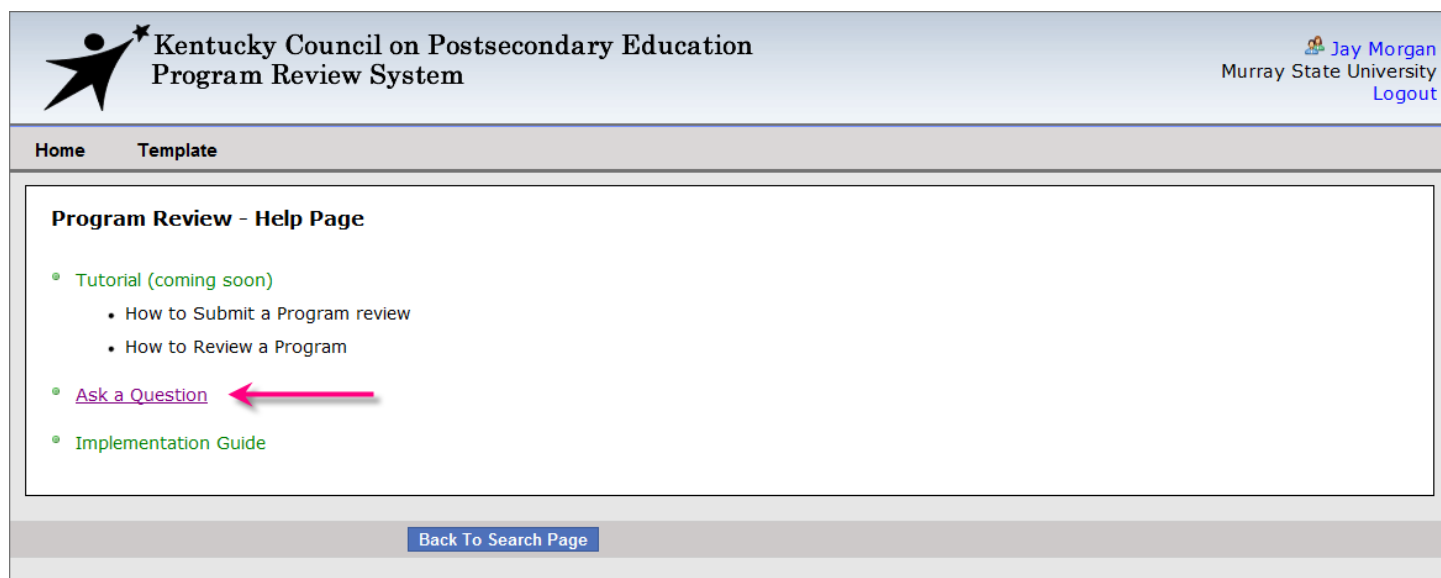 Kentucky Council on Postsecondary Education
Program Review System
Jay Morgan
Murray State University
Logout
Home Template
Program Review - Help Page
Tutorial (coming soon)
How to Submit a Program review
How to Review a Program
Ask a Question
Implementation Guide
Back To Search Page